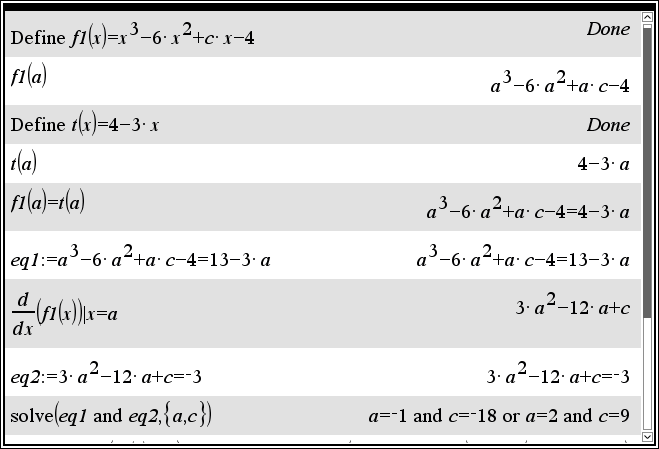 Define f1(x)=x³−6·x²+c·x−4 Done
f1(a) a³−6·a²+a·c−4
Define t(x)=4−3·x Done
t(a) 4−3·a
f1(a)=t(a) a³−6·a²+a·c−4=4−3·a
eq1:=a³−6·a²+a·c−4=13−3·a a³−6·a²+a·c−4=13−3·a
d/dx(f1(x))|x=a 3·a²−12·a+c
eq2:=3·a²−12·a+c=-3 3·a²−12·a+c=-3
solve(eq1 and eq2,{a,c}) a=-1 and c=-18 or a=2 and c=9